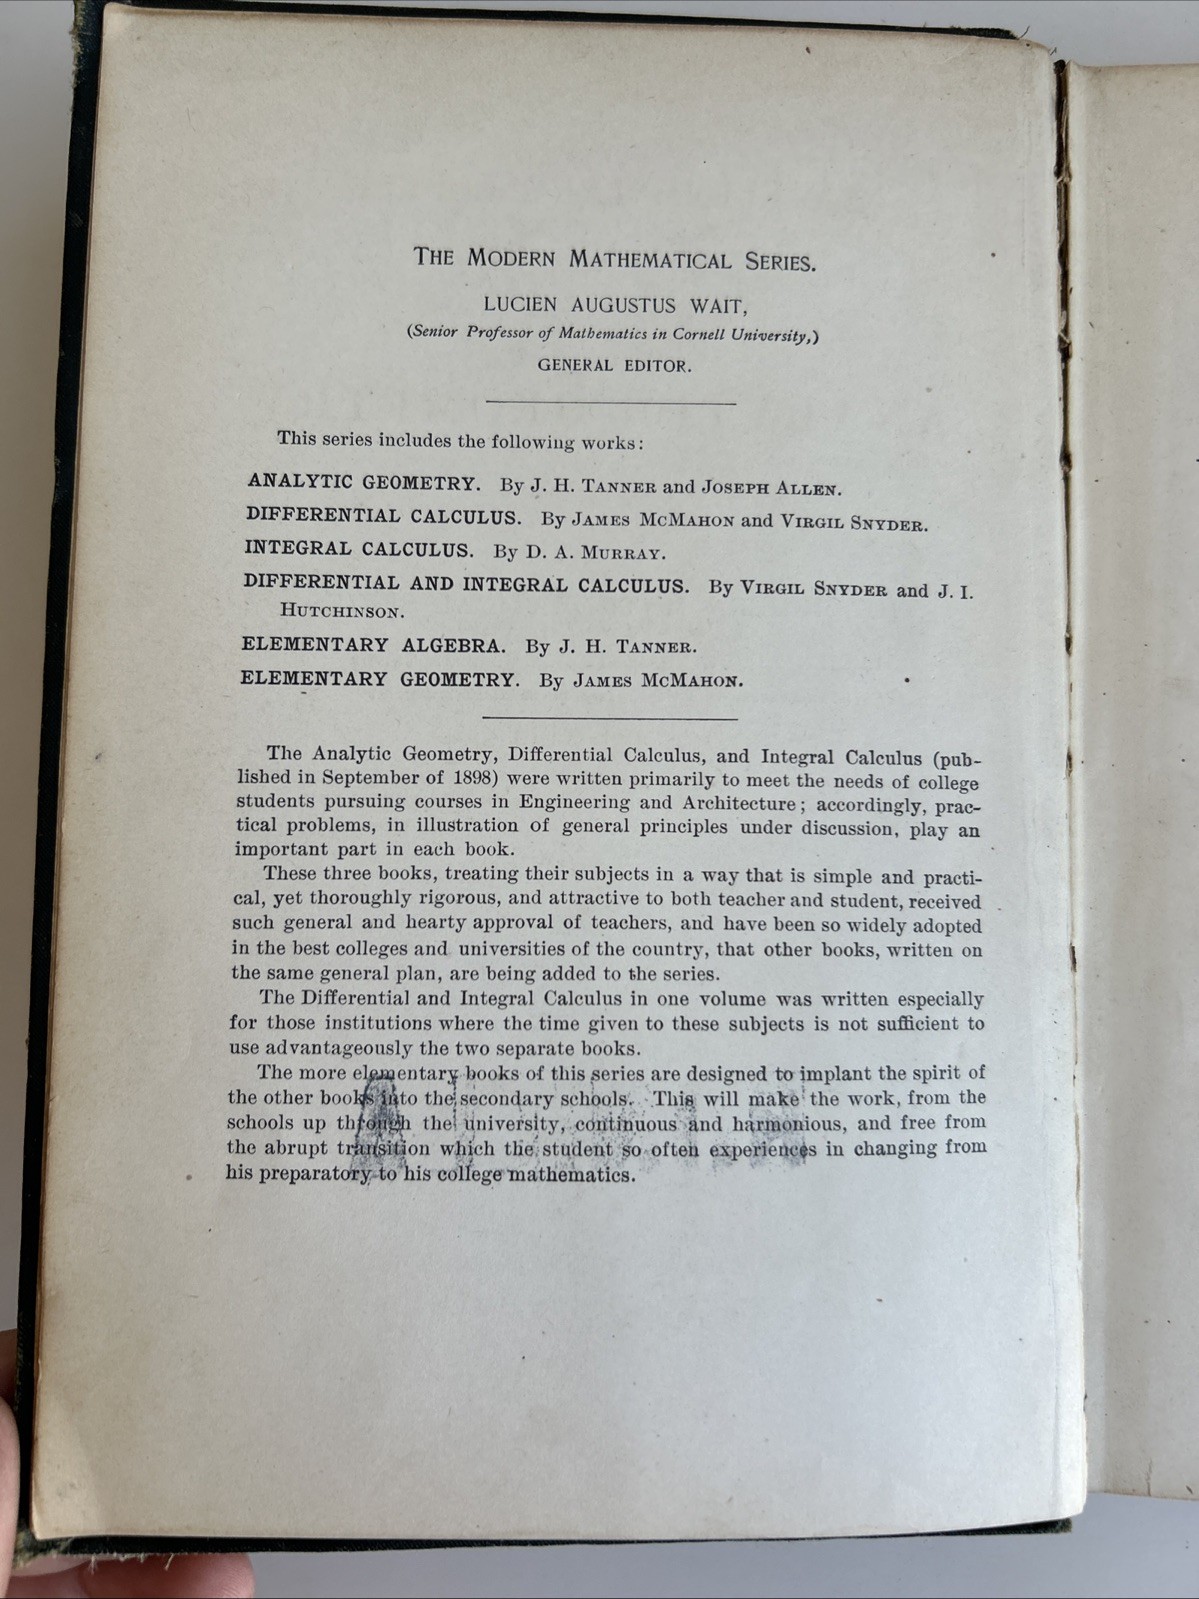 THE MODERN MATHEMATICAL SERIES.
LUCIEN AUGUSTUS WAIT,
(Senior Professor of Mathematics in Cornell University,)
GENERAL EDITOR.
This series includes the following works:
ANALYTIC GEOMETRY. By J. H. TANNER and JOSEPH ALLEN.
DIFFERENTIAL CALCULUS. By JAMES MCMAHON and VIRGIL SNYDER.
INTEGRAL CALCULUS. By D. A. MURRAY.
DIFFERENTIAL AND INTEGRAL CALCULUS. By VIRGIL SNYDER and J. I.
HUTCHINSON.
ELEMENTARY ALGEBRA. By J. H. TANNER.
ELEMENTARY GEOMETRY. By JAMES MCMAHON.
The Analytic Geometry, Differential Calculus, and Integral Calculus (pub-
lished in September of 1898) were written primarily to meet the needs of college
students pursuing courses in Engineering and Architecture; accordingly, prac-
tical problems, in illustration of general principles under discussion, play an
important part in each book.
These three books, treating their subjects in a way that is simple and practi-
cal, yet thoroughly rigorous, and attractive to both teacher and student, received
such general and hearty approval of teachers, and have been so widely adopted
in the best colleges and universities of the country, that other books, written on
the same general plan, are being added to the series.
The Differential and Integral Calculus in one volume was written especially
for those institutions where the time given to these subjects is not sufficient to
use advantageously the two separate books.
The more elementary books of this series are designed to implant the spirit of
the other books into the secondary schools. This will make the work, from the
schools up through the university, continuous and harmonious, and free from
the abrupt transition which the student so often experiences in changing from
his preparatory to his college mathematics.